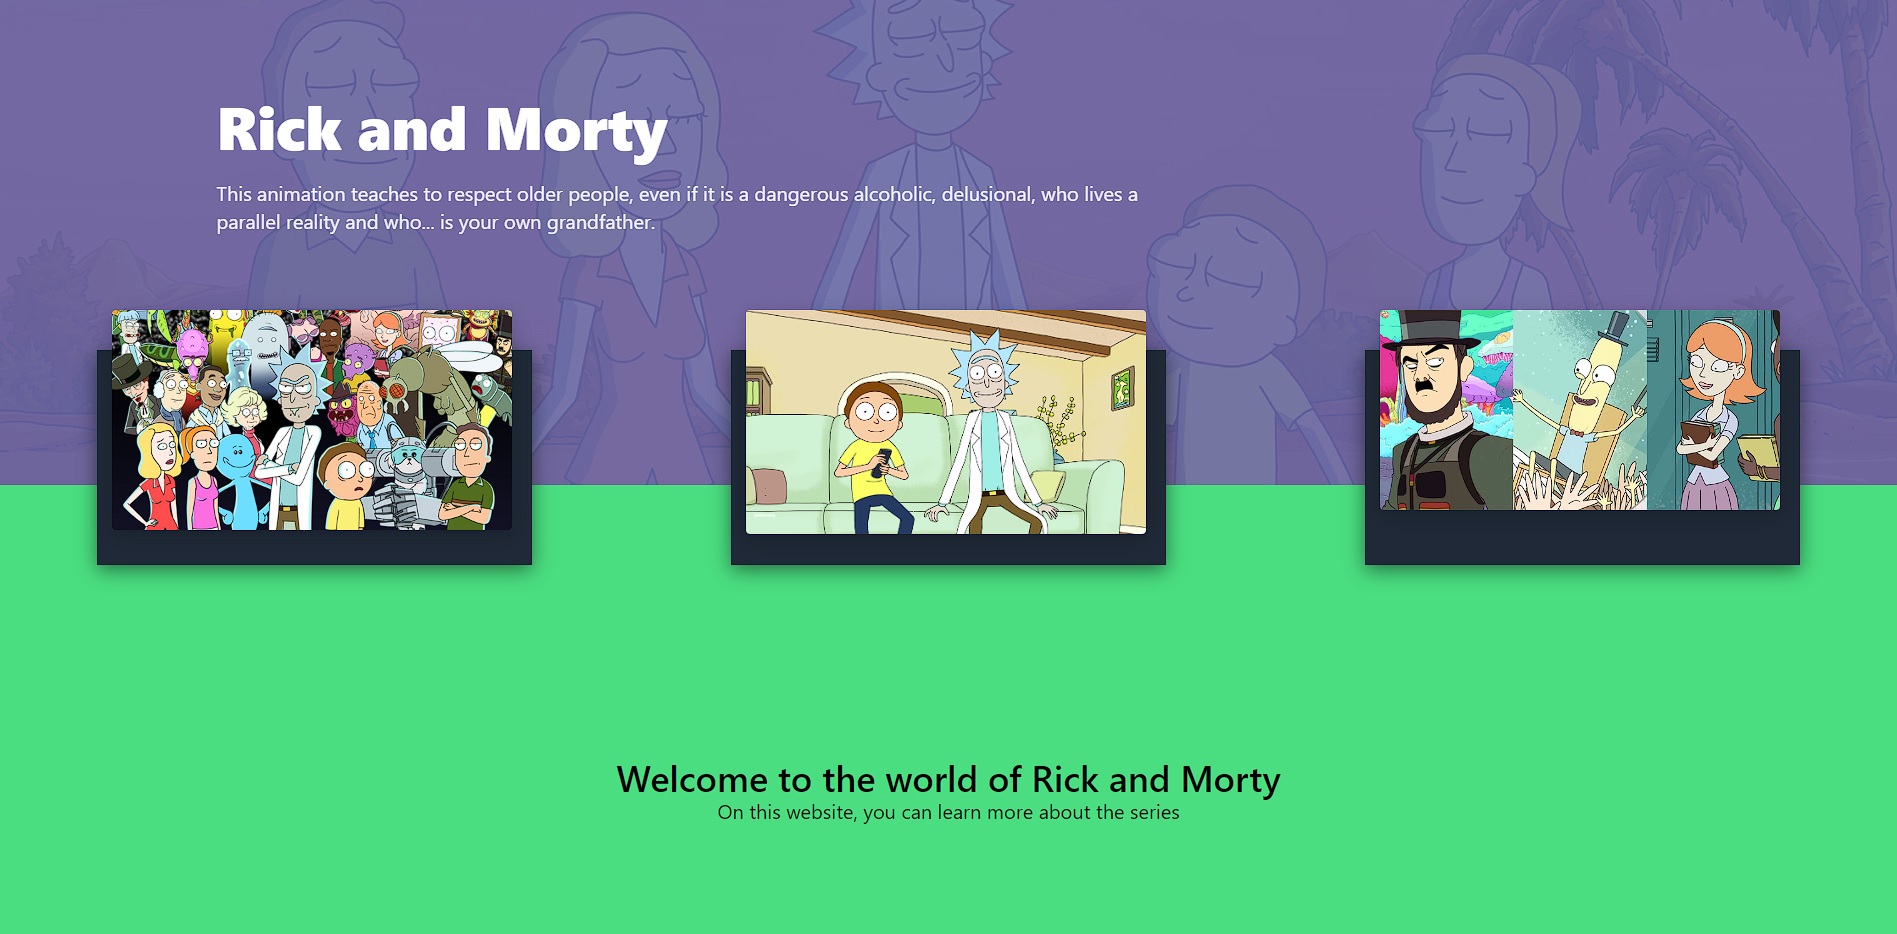 Rick and Morty
This animation teaches to respect older people, even if it is a dangerous alcoholic, delusional, who lives a
parallel reality and who... is your own grandfather.
Welcome to the world of Rick and Morty
On this website, you can learn more about the series